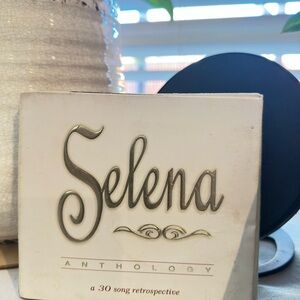 Selena
ANTHOLOGY
a 30 song retrospective